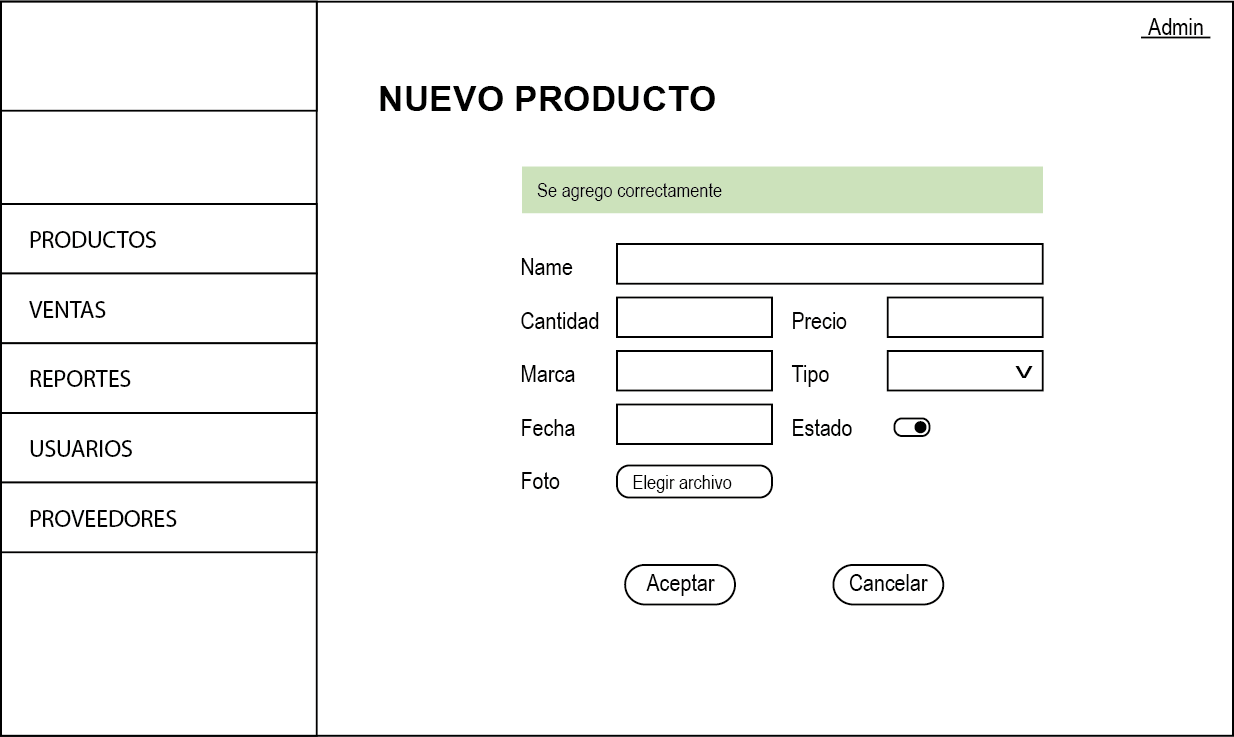 Admin
NUEVO PRODUCTO
Se agrego correctamente
PRODUCTOS
VENTAS
REPORTES
USUARIOS
PROVEEDORES
Name
Cantidad Precio
Marca Tipo
Fecha Estado
Foto Elegir archivo
Aceptar Cancelar